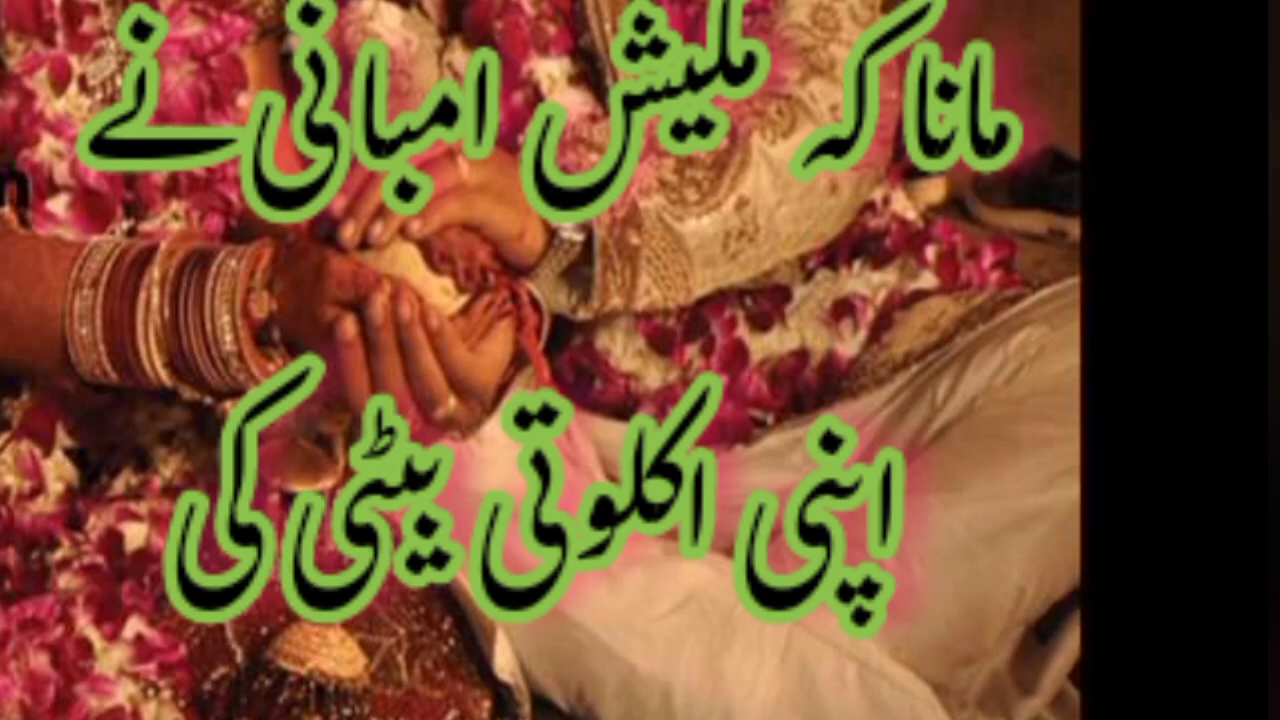 مانا کہ ملیش امبانی نے
اپنی اکلوتی بیٹی کی